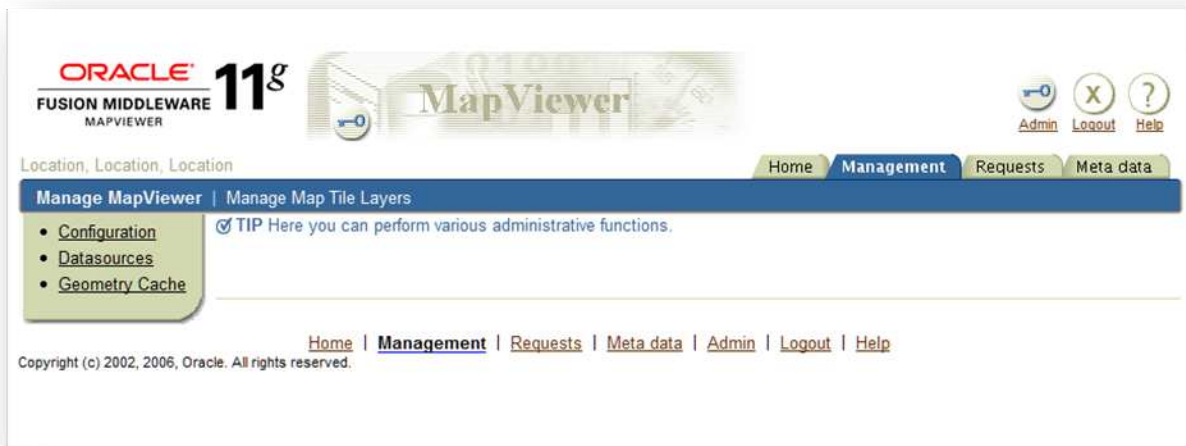 ORACLE
FUSION MIDDLEWARE
MAPVIEWER
11g
MapViewer
Admin Logout Help
Location, Location, Location
Home Management Requests Meta data
Manage MapViewer | Manage Map Tile Layers
• Configuration
• Datasources
• Geometry Cache
TIP Here you can perform various administrative functions.
Home | Management | Requests | Meta data | Admin | Logout | Help
Copyright (c) 2002, 2006, Oracle. All rights reserved.